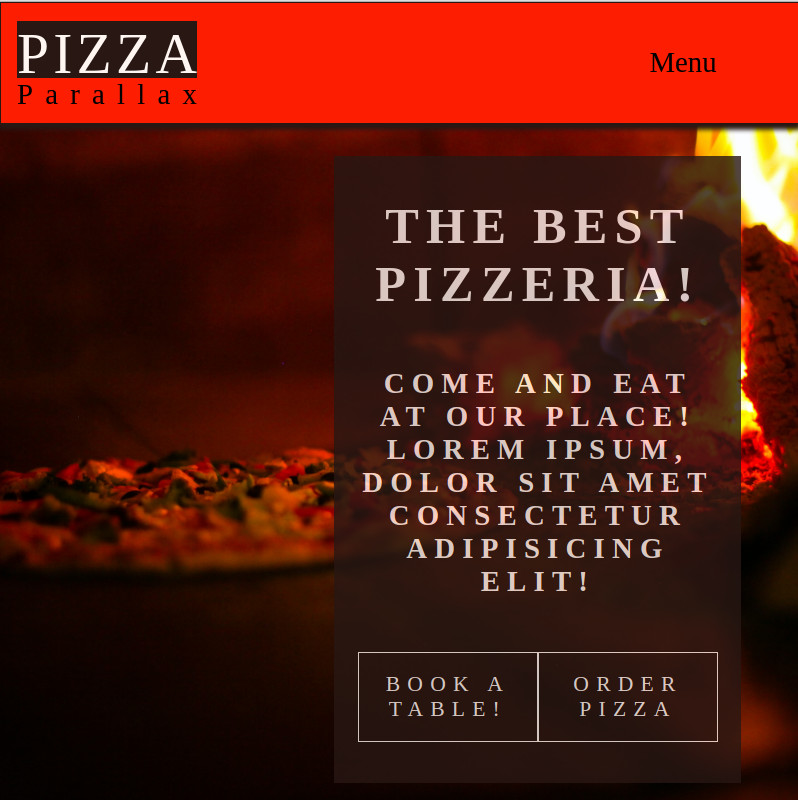 PIZZA
Parallax
Menu
THE BEST
PIZZERIA!
COME AND EAT
AT OUR PLACE!
LOREM IPSUM,
DOLOR SIT AMET
CONSECTETUR
ADIPISICING
ELIT!
BOOK A
TABLE!
ORDER
PIZZA